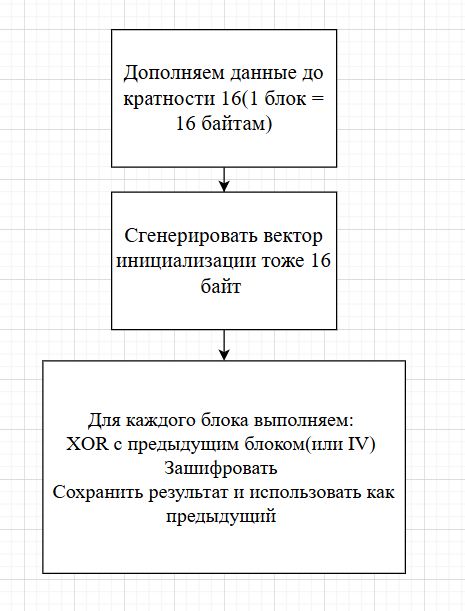 Дополняем данные до
кратности 16(1 блок =
16 байтам)
Сгенерировать вектор
инициализации тоже 16
байт
Для каждого блока выполняем:
XOR с предыдущим блоком(или IV)
Зашифровать
Сохранить результат и использовать как
предыдущий